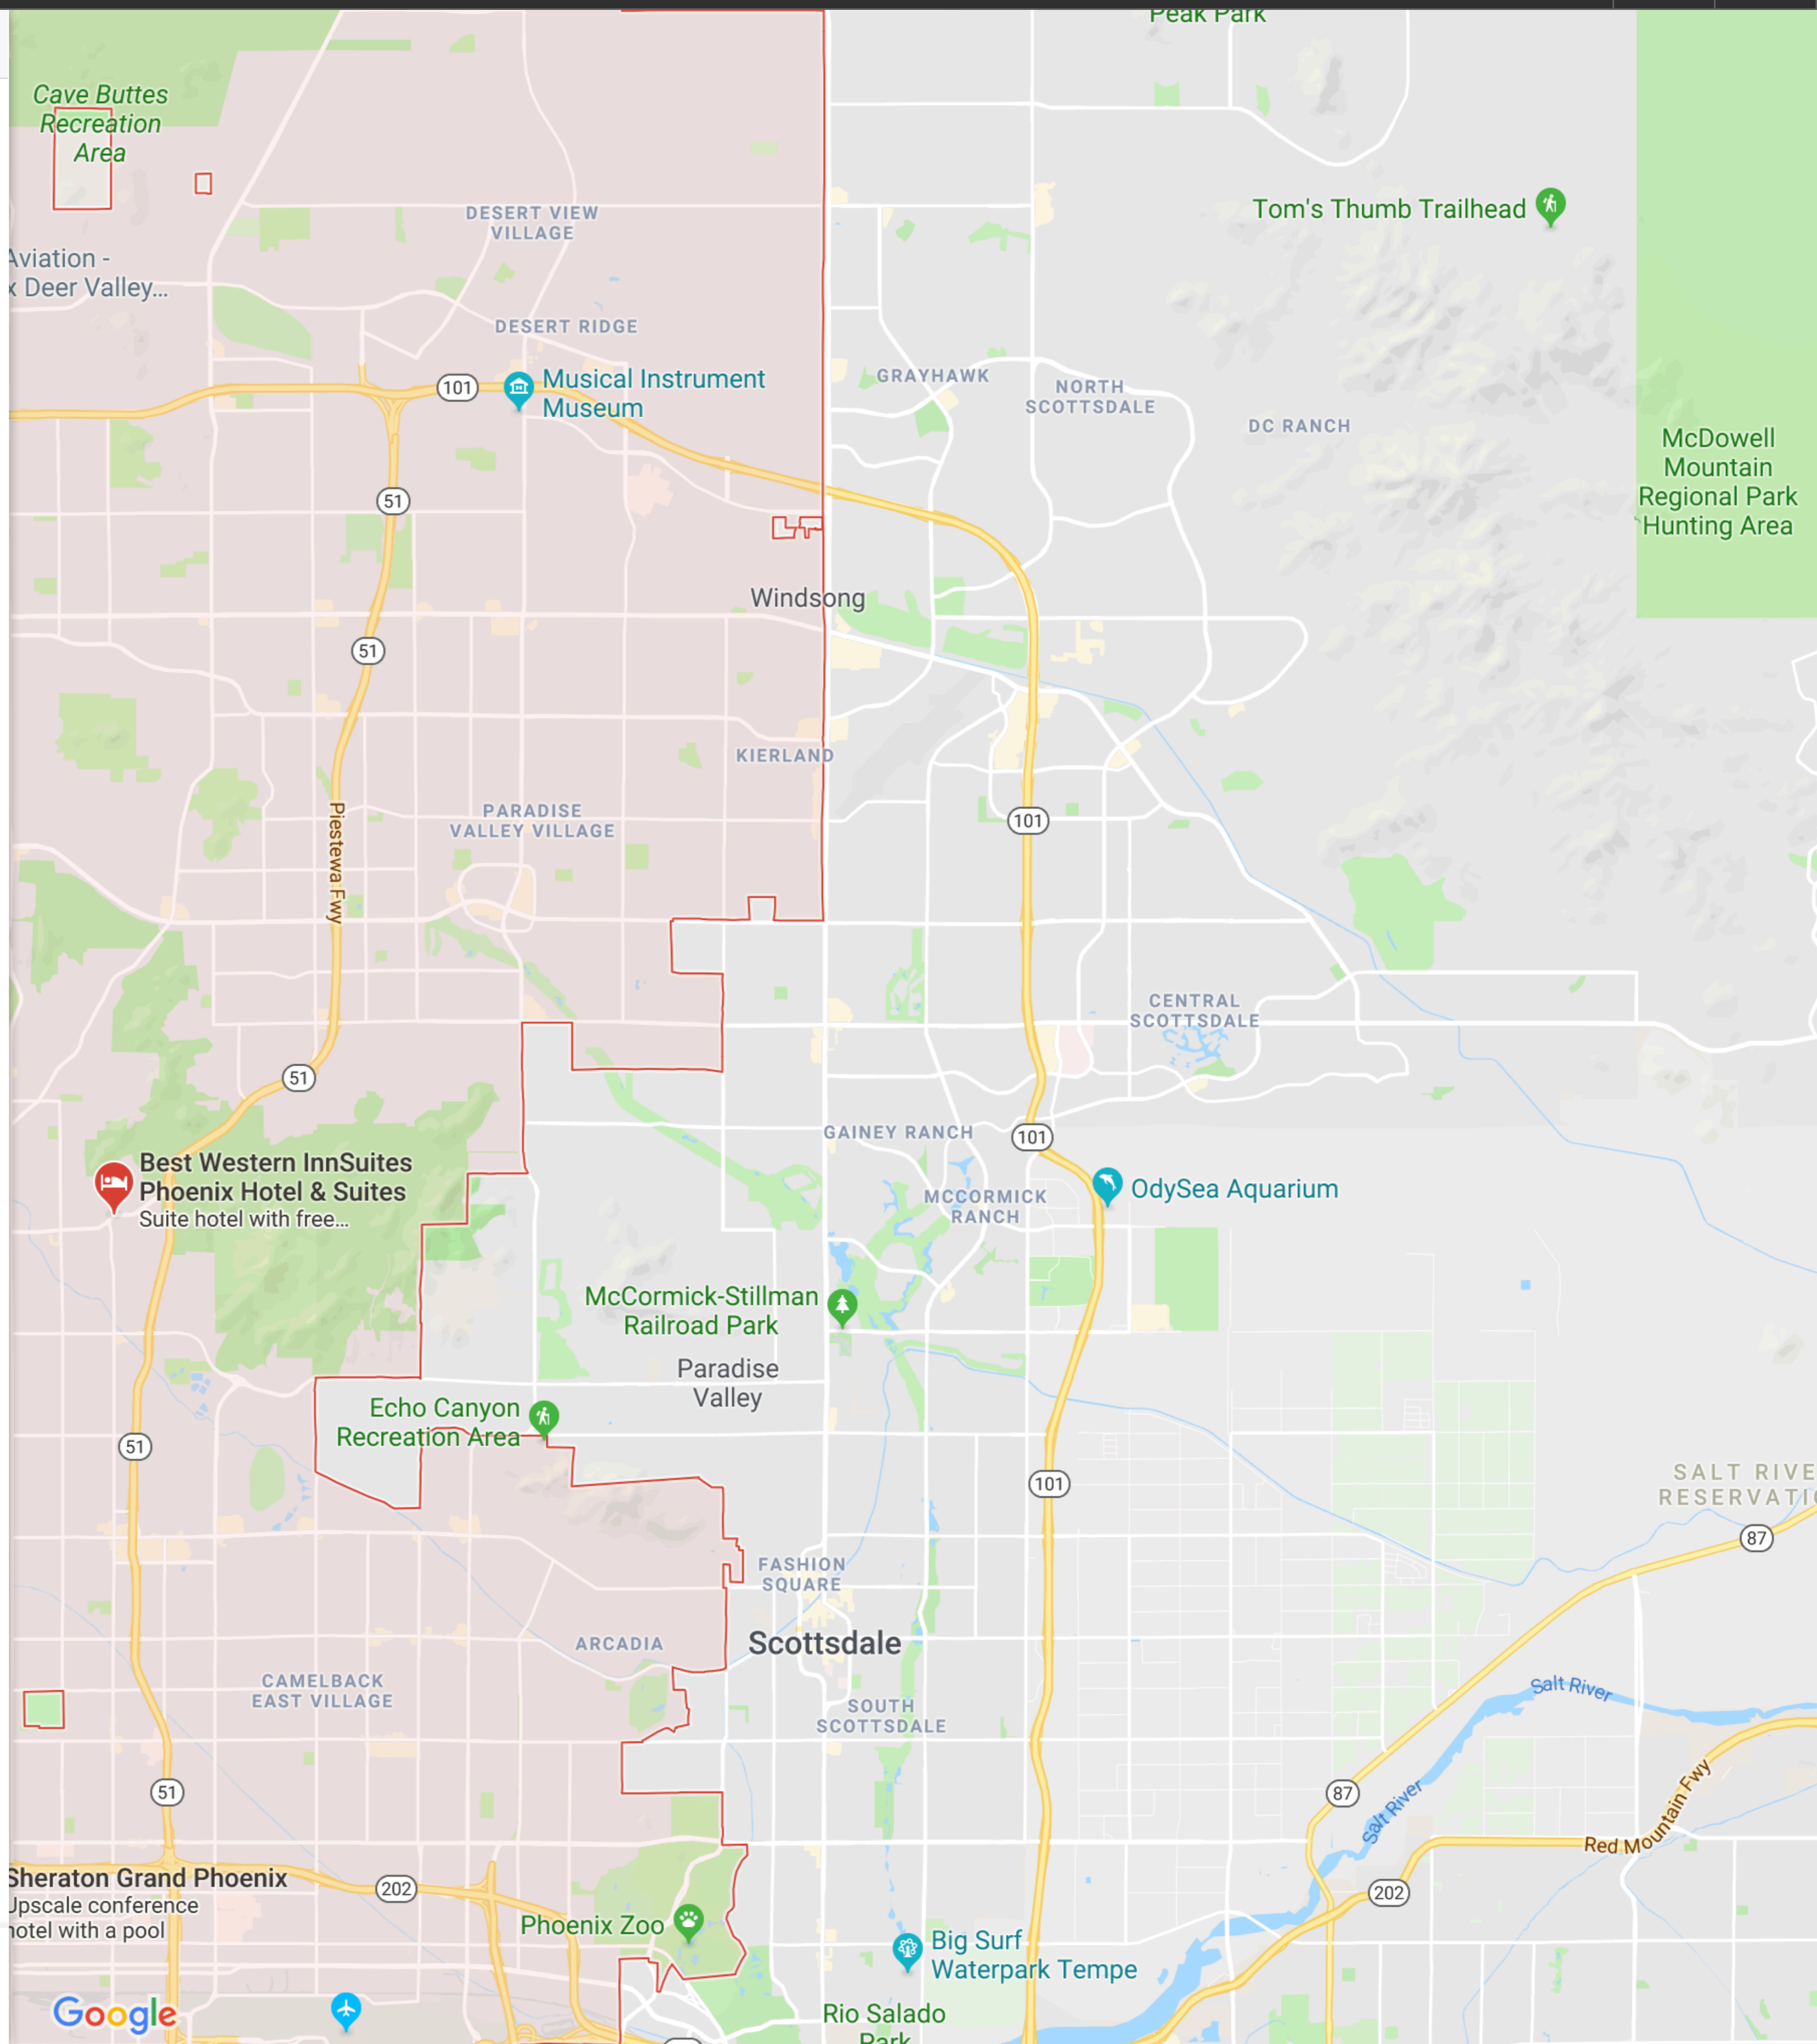 Peak Park
Cave Buttes
Recreation
Area
Tom's Thumb Trailhead
DESERT VIEW
VILLAGE
Aviation -
x Deer Valley...
DESERT RIDGE
GRAYHAWK
NORTH
SCOTTSDALE
101
Musical Instrument
Museum
DC RANCH
McDowell
Mountain
Regional Park
Hunting Area
51
Windsong
51
KIERLAND
PARADISE
VALLEY VILLAGE
Piestewa Fwy
101
CENTRAL
SCOTTSDALE
51
GAINEY RANCH
101
Best Western InnSuites
Phoenix Hotel & Suites
Suite hotel with free...
OdySea Aquarium
MCCORMICK
RANCH
McCormick-Stillman
Railroad Park
Paradise
Valley
Echo Canyon
Recreation Area
51
101
SALT RIVE
RESERVATIO
87
FASHION
SQUARE
ARCADIA
Scottsdale
CAMELBACK
EAST VILLAGE
SOUTH
SCOTTSDALE
Salt River
51
87
Salt River
Red Mountain Fwy
Sheraton Grand Phoenix
Upscale conference
hotel with a pool
202
202
Phoenix Zoo
Big Surf
Waterpark Tempe
Google
Rio Salado
Park